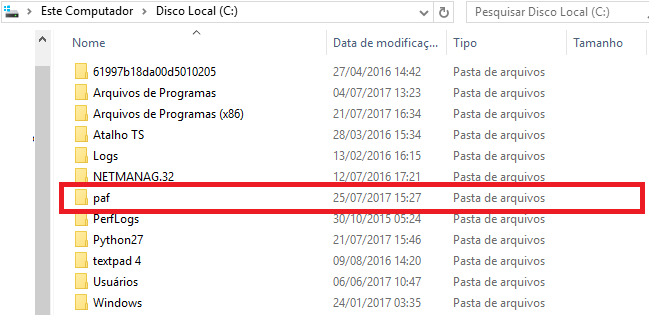 Este Computador > Disco Local (C:) Pesquisar Disco Local (C:)
Nome Data de modificaç... Tipo Tamanho
61997b18da00d5010205 27/04/2016 14:42 Pasta de arquivos
Arquivos de Programas 04/07/2017 13:23 Pasta de arquivos
Arquivos de Programas (x86) 21/07/2017 16:34 Pasta de arquivos
Atalho TS 28/03/2016 15:34 Pasta de arquivos
Logs 13/02/2016 16:15 Pasta de arquivos
NETMANAG.32 12/07/2016 17:21 Pasta de arquivos
paf 25/07/2017 15:27 Pasta de arquivos
PerfLogs 30/10/2015 05:24 Pasta de arquivos
Python27 21/07/2017 15:46 Pasta de arquivos
textpad 4 09/08/2016 14:20 Pasta de arquivos
Usuários 06/06/2017 10:47 Pasta de arquivos
Windows 24/01/2017 03:35 Pasta de arquivos